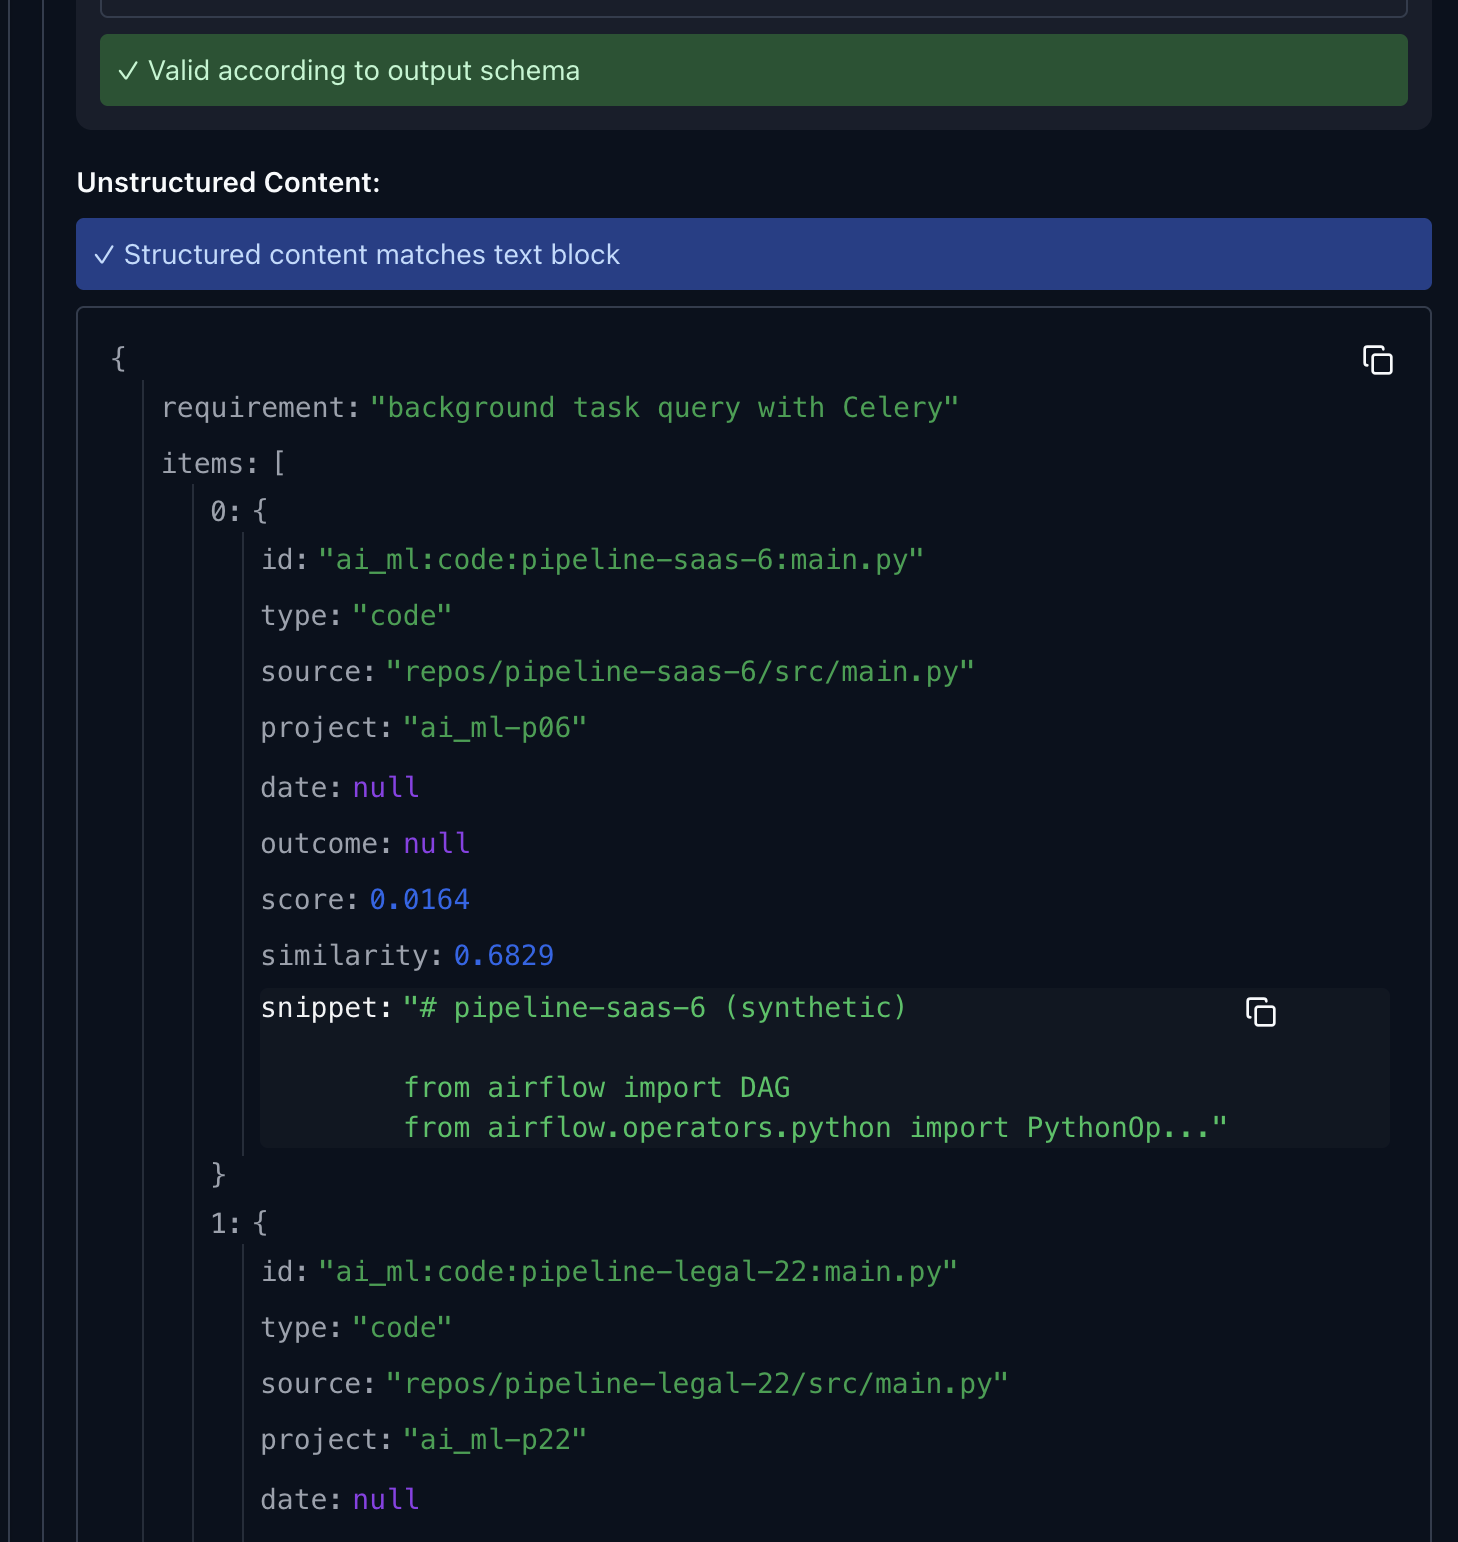 ✓ Valid according to output schema
Unstructured Content:
✓ Structured content matches text block
{
requirement: "background task query with Celery"
items: [
0: {
id: "ai_ml:code:pipeline-saas-6:main.py"
type: "code"
source: "repos/pipeline-saas-6/src/main.py"
project: "ai_ml-p06"
date: null
outcome: null
score: 0.0164
similarity: 0.6829
snippet: "# pipeline-saas-6 (synthetic)
from airflow import DAG
from airflow.operators.python import PythonOp..."
}
1: {
id: "ai_ml:code:pipeline-legal-22:main.py"
type: "code"
source: "repos/pipeline-legal-22/src/main.py"
project: "ai_ml-p22"
date: null